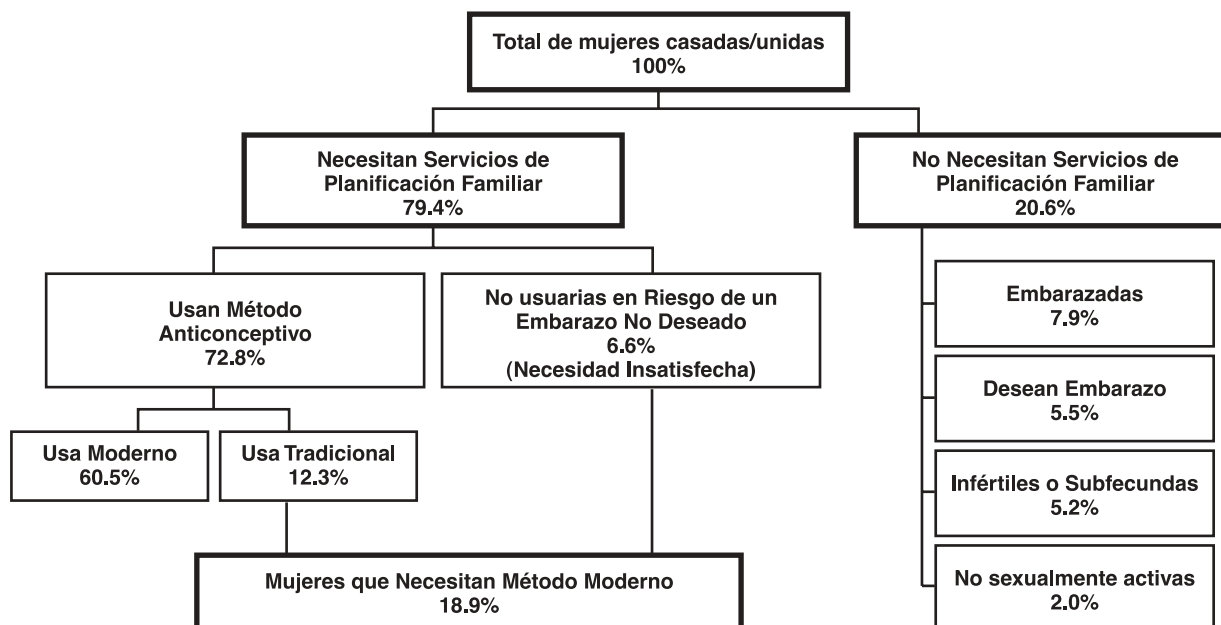 Total de mujeres casadas/unidas
100%
Necesitan Servicios de
Planificación Familiar
79.4%
No Necesitan Servicios de
Planificación Familiar
20.6%
Usan Método
Anticonceptivo
72.8%
No usuarias en Riesgo de un
Embarazo No Deseado
6.6%
(Necesidad Insatisfecha)
Embarazadas
7.9%
Desean Embarazo
5.5%
Usa Moderno
60.5%
Usa Tradicional
12.3%
Infértiles o Subfecundas
5.2%
Mujeres que Necesitan Método Moderno
18.9%
No sexualmente activas
2.0%